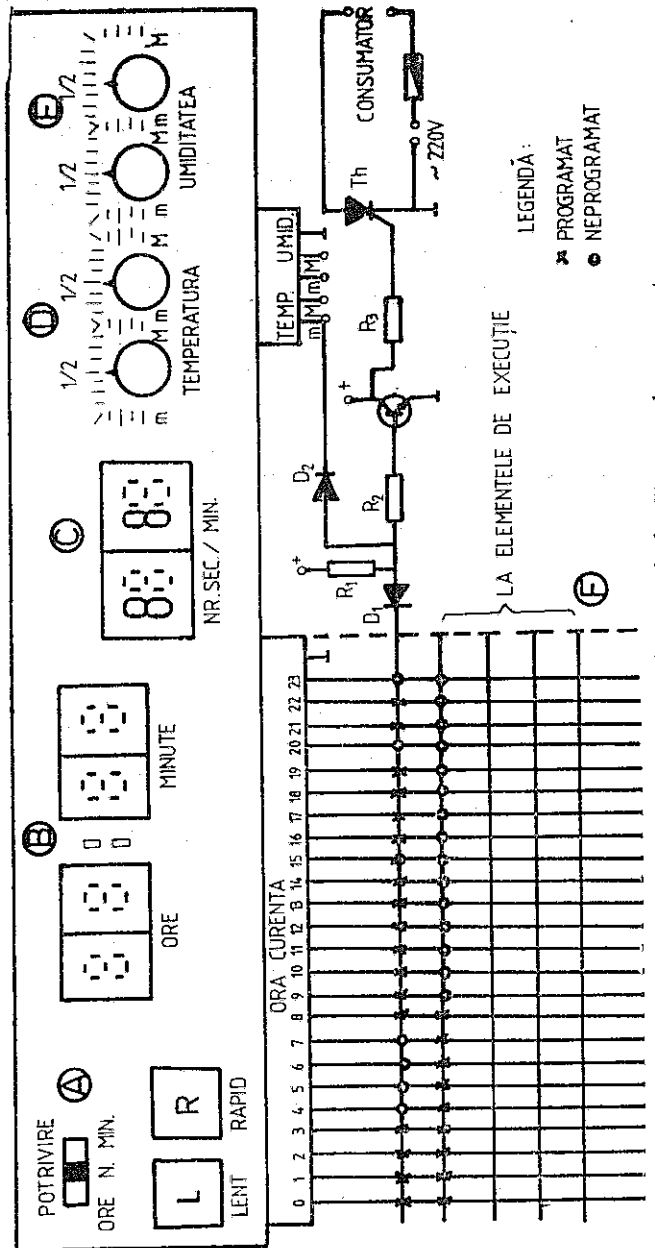 POTRIVIRE
ORE N. MIN.
A
L
R
LENT
RAPID
B
ORE
MINUTE
C
NR.SEC./ MIN.
D
1/2
1/2
m
M m
M
TEMPERATURA
E
1/2
1/2
m
M m
M
UMIDITATEA
ORA CURENTA
0 1 2 3 4 5 6 7 8 9 10 11 12 13 14 15 16 17 18 19 20 21 22 23
TEMP. UMID.
m M m M
D1
R1
+
D2
R2
+
R3
Th
CONSUMATOR
~ 220V
LA ELEMENTELE DE EXECUȚIE
F
LEGENDĂ:
PROGRAMAT
NEPROGRAMAT